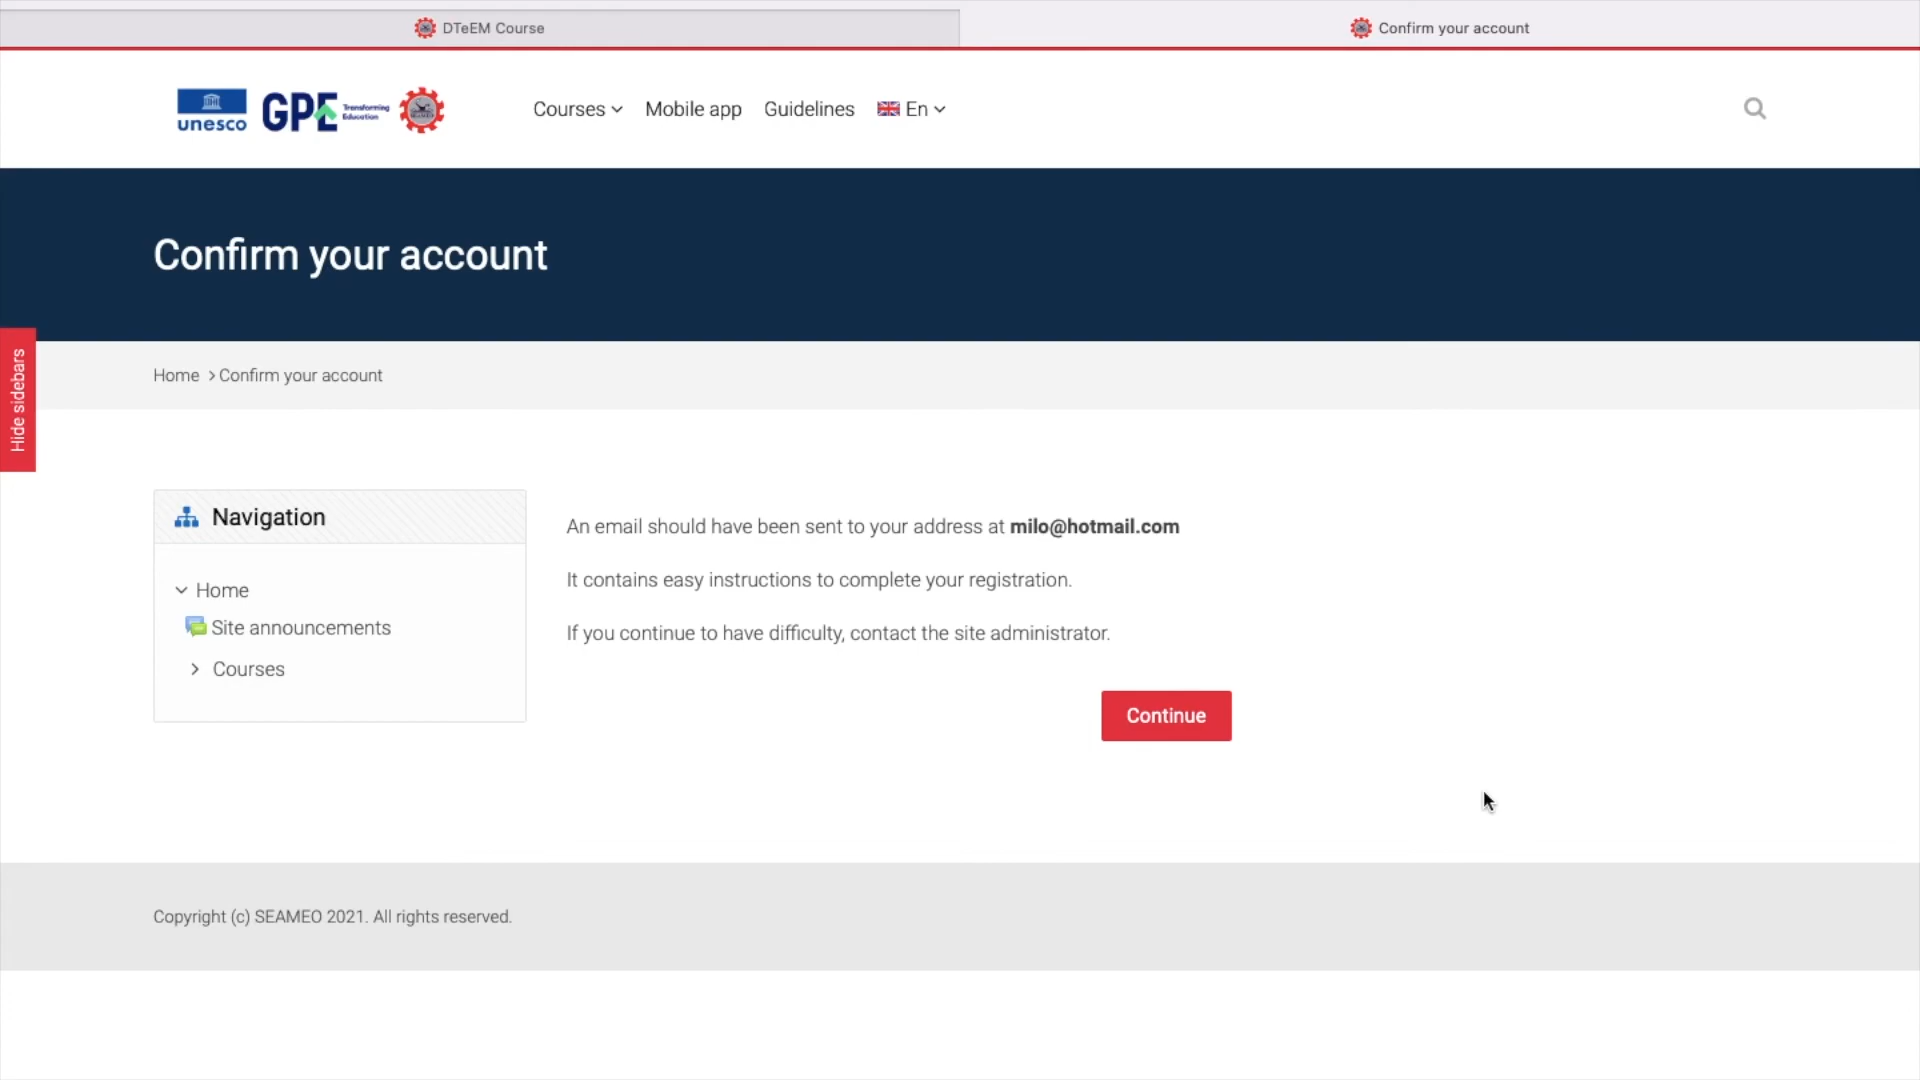 DTeEM Course
Confirm your account
unesco
GPE
Transforming
Education
Courses
Mobile app
Guidelines
En
Confirm your account
Hide sidebars
Home > Confirm your account
Navigation
Home
Site announcements
Courses
An email should have been sent to your address at milo@hotmail.com
It contains easy instructions to complete your registration.
If you continue to have difficulty, contact the site administrator.
Continue
Copyright (c) SEAMEO 2021. All rights reserved.